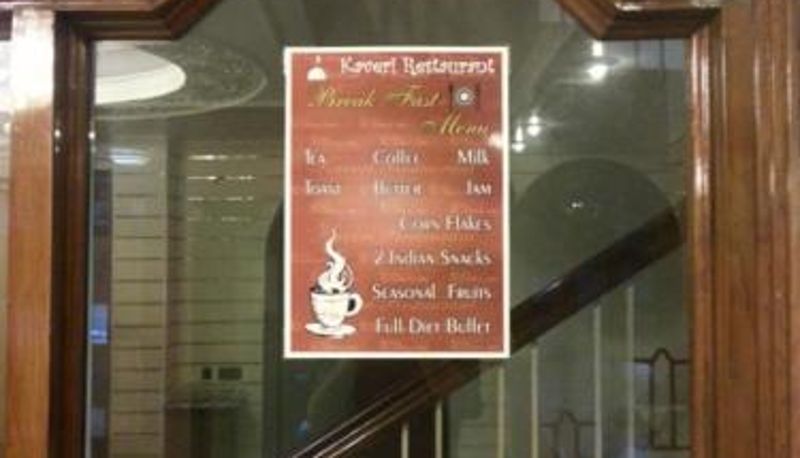 Kaveri Restaurant
Break Fast
Menu
Tea Coffee Milk
Toast Butter Jam
Corn Flakes
2 Indian Snacks
Seasonal Fruits
Full Diet Buffet